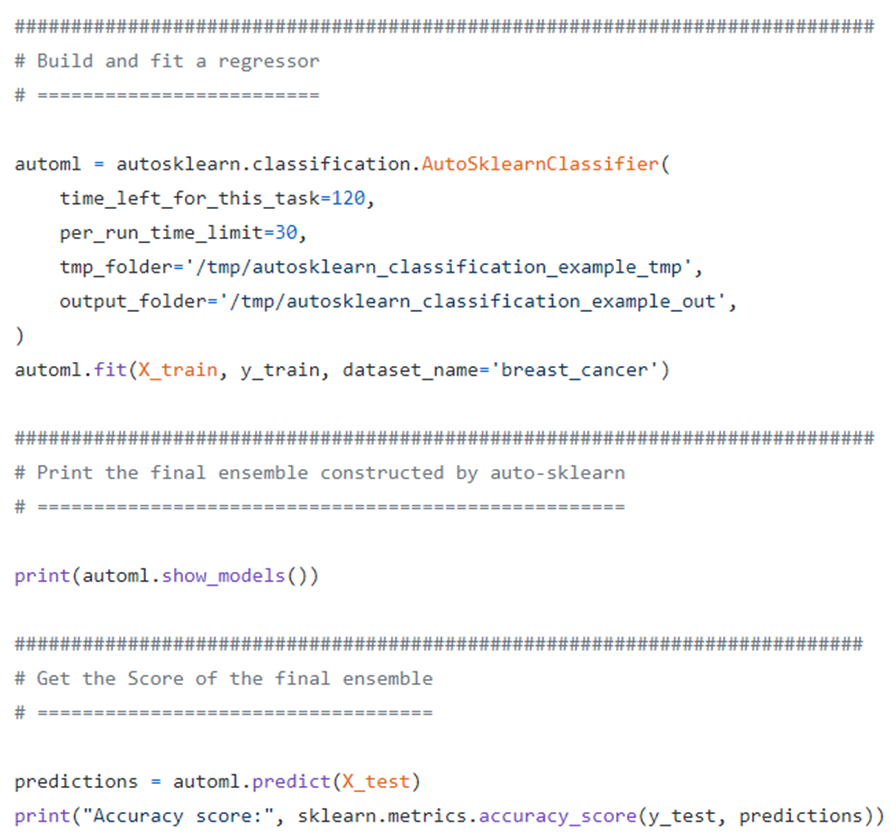 ############################################################################
# Build and fit a regressor
# =========================
automl = autosklearn.classification.AutoSklearnClassifier(
    time_left_for_this_task=120,
    per_run_time_limit=30,
    tmp_folder='/tmp/autosklearn_classification_example_tmp',
    output_folder='/tmp/autosklearn_classification_example_out',
)
automl.fit(X_train, y_train, dataset_name='breast_cancer')
############################################################################
# Print the final ensemble constructed by auto-sklearn
# ====================================================
print(automl.show_models())
###########################################################################
# Get the Score of the final ensemble
# ===================================
predictions = automl.predict(X_test)
print("Accuracy score:", sklearn.metrics.accuracy_score(y_test, predictions))